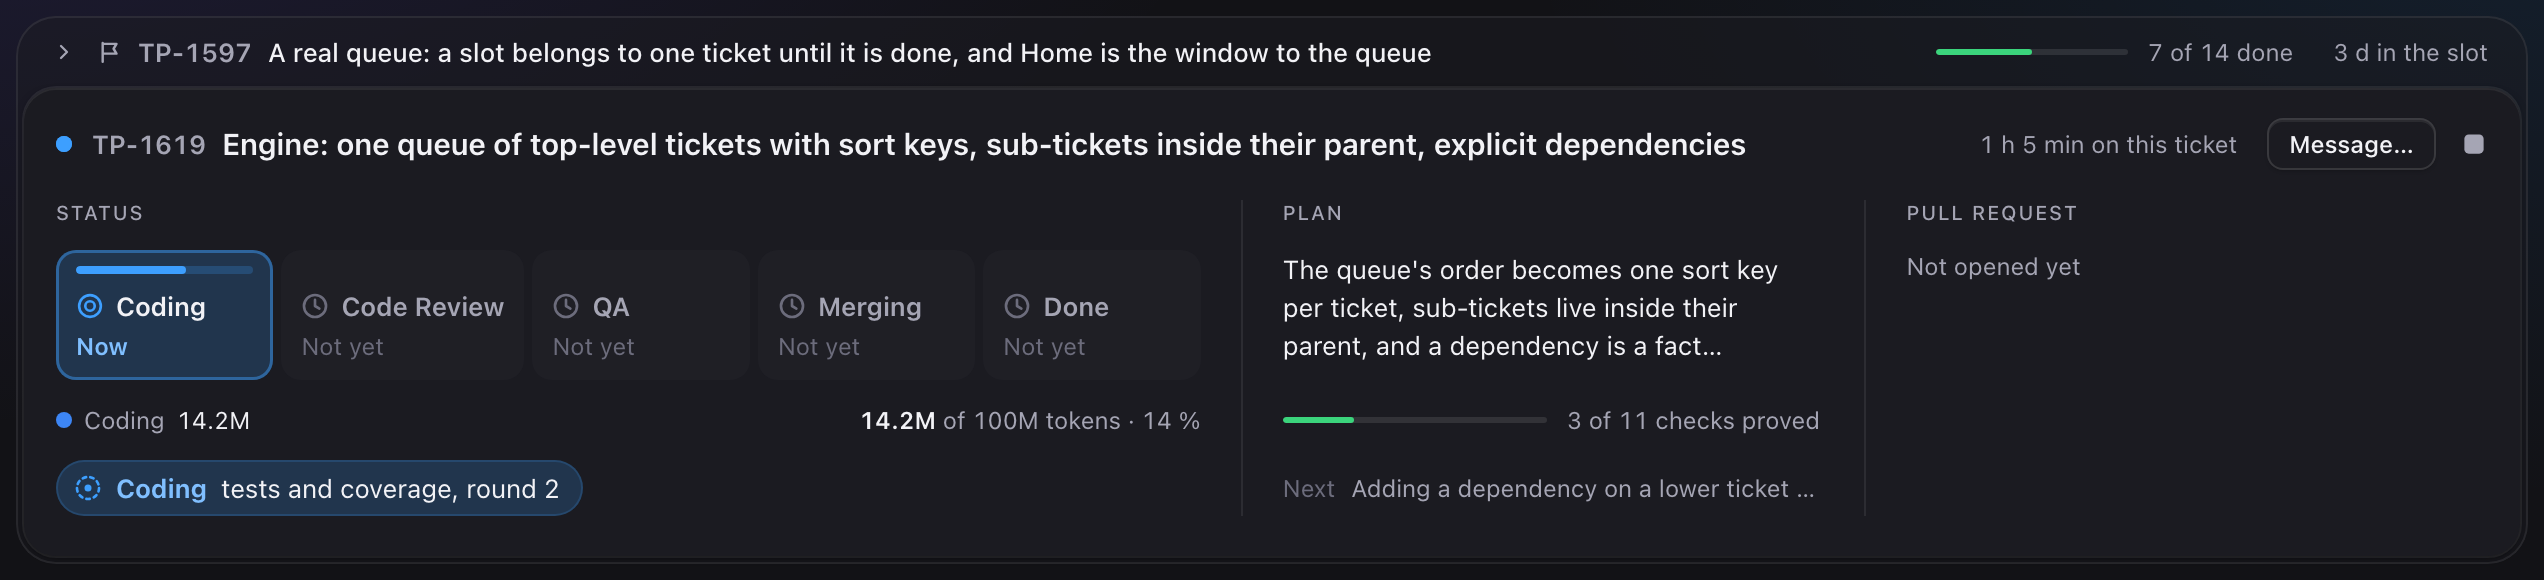 TP-1597 A real queue: a slot belongs to one ticket until it is done, and Home is the window to the queue 7 of 14 done 3 d in the slot
TP-1619 Engine: one queue of top-level tickets with sort keys, sub-tickets inside their parent, explicit dependencies 1 h 5 min on this ticket Message...
STATUS
Coding
Now
Code Review
Not yet
QA
Not yet
Merging
Not yet
Done
Not yet
Coding 14.2M 14.2M of 100M tokens · 14 %
Coding tests and coverage, round 2
PLAN
The queue's order becomes one sort key
per ticket, sub-tickets live inside their
parent, and a dependency is a fact...
3 of 11 checks proved
Next Adding a dependency on a lower ticket ...
PULL REQUEST
Not opened yet